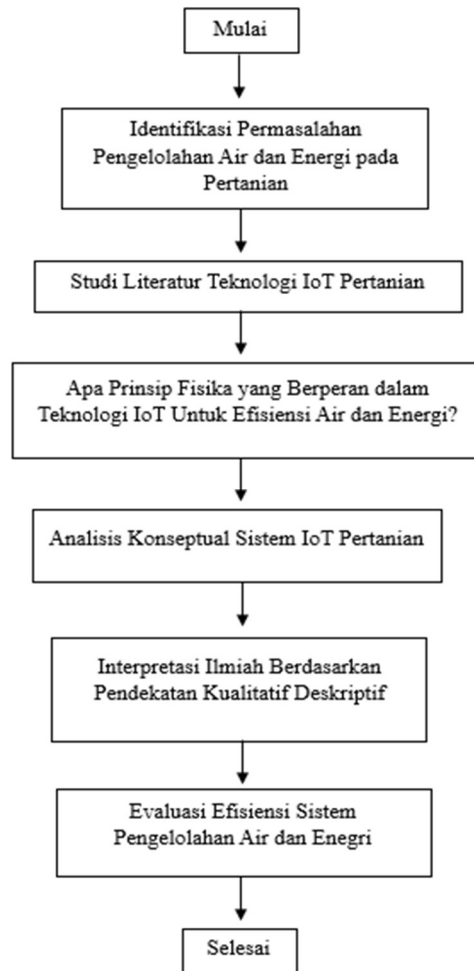 Mulai
Identifikasi Permasalahan
Pengelolahan Air dan Energi pada
Pertanian
Studi Literatur Teknologi IoT Pertanian
Apa Prinsip Fisika yang Berperan dalam
Teknologi IoT Untuk Efisiensi Air dan Energi?
Analisis Konseptual Sistem IoT Pertanian
Interpretasi Ilmiah Berdasarkan
Pendekatan Kualitatif Deskriptif
Evaluasi Efisiensi Sistem
Pengelolahan Air dan Enegri
Selesai